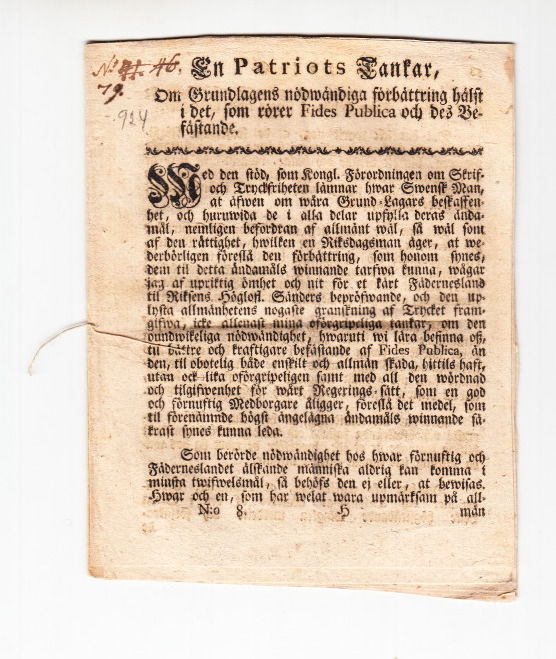 N:o 46.
79.
924
En Patriots Tankar,
Om Grundlagens nödwändiga förbättring hälst
i det, som rörer Fides Publica och des Be-
fästande.
Med den stöd, som Kongl. Förordningen om Skrif-
och Tryckfriheten lämnar hwar Swensk Man,
at äfwen om wåra Grund-Lagars beskaffen-
het, och huruwida de i alla delar upfylla deras ända-
mål, nemligen befordran af allmänt wäl, så wäl som
af den rättighet, hwilken en Riksdagsman äger, at we-
derbörligen föreslå den förbättring, som honom synes,
dem til detta ändamåls winnande tarfwa kunna, wågar
jag af upriktig ömhet och nit för et kärt Fädernesland
til Riksens Höglofl. Ständers bepröfwande, och den up-
lysta allmänhetens nogaste granskning af Trycket fram-
gifwa, icke allenast mina oförgripeliga tankar, om den
oundwikeliga nödwändighet, hwaruti wi lära befinna oß,
til bättre och kraftigare befästande af Fides Publica, än
den, til obotelig både enskilt och allmän skada, hittils haft,
utan ock lika oförgripeligen samt med all den wördnad
och tilgifwenhet för wårt Regerings-sätt, som en god
och förnuftig Medborgare åligger, föreslå det medel, som
til förenämnde högst angelägna ändamåls winnande sä-
krast synes kunna leda.
Som berörde nödwändighet hos hwar förnuftig och
Fäderneslandet älskande människa aldrig kan komma i
minsta twifwelsmål, så behöfs den ej eller, at bewisas.
Hwar och en, som har welat wara upmärksam på all-
N:o 8. H män